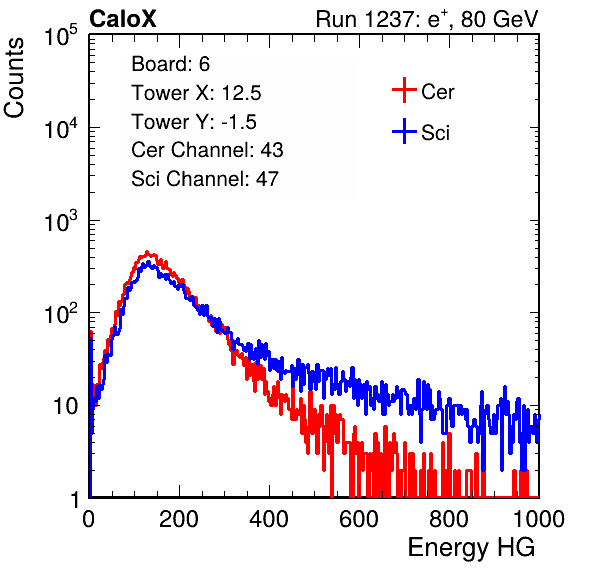 CaloX Run 1237: e⁺, 80 GeV
Counts
Board: 6
Tower X: 12.5
Tower Y: -1.5
Cer Channel: 43
Sci Channel: 47
Cer
Sci
10⁵
10⁴
10³
10²
10
1
0 200 400 600 800 1000
Energy HG